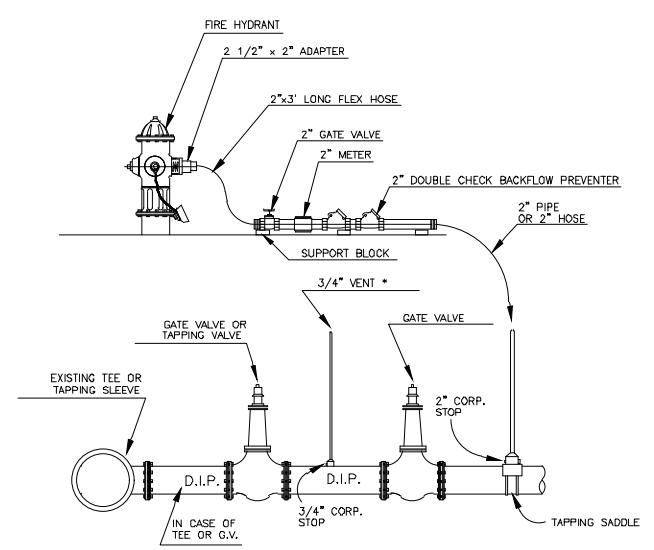 FIRE HYDRANT
2 1/2" x 2" ADAPTER
2"x3' LONG FLEX HOSE
2" GATE VALVE
2" METER
2" DOUBLE CHECK BACKFLOW PREVENTER
2" PIPE
OR 2" HOSE
SUPPORT BLOCK
3/4" VENT *
GATE VALVE OR
TAPPING VALVE
GATE VALVE
EXISTING TEE OR
TAPPING SLEEVE
2" CORP.
STOP
D.I.P.
D.I.P.
IN CASE OF
TEE OR G.V.
3/4" CORP.
STOP
TAPPING SADDLE